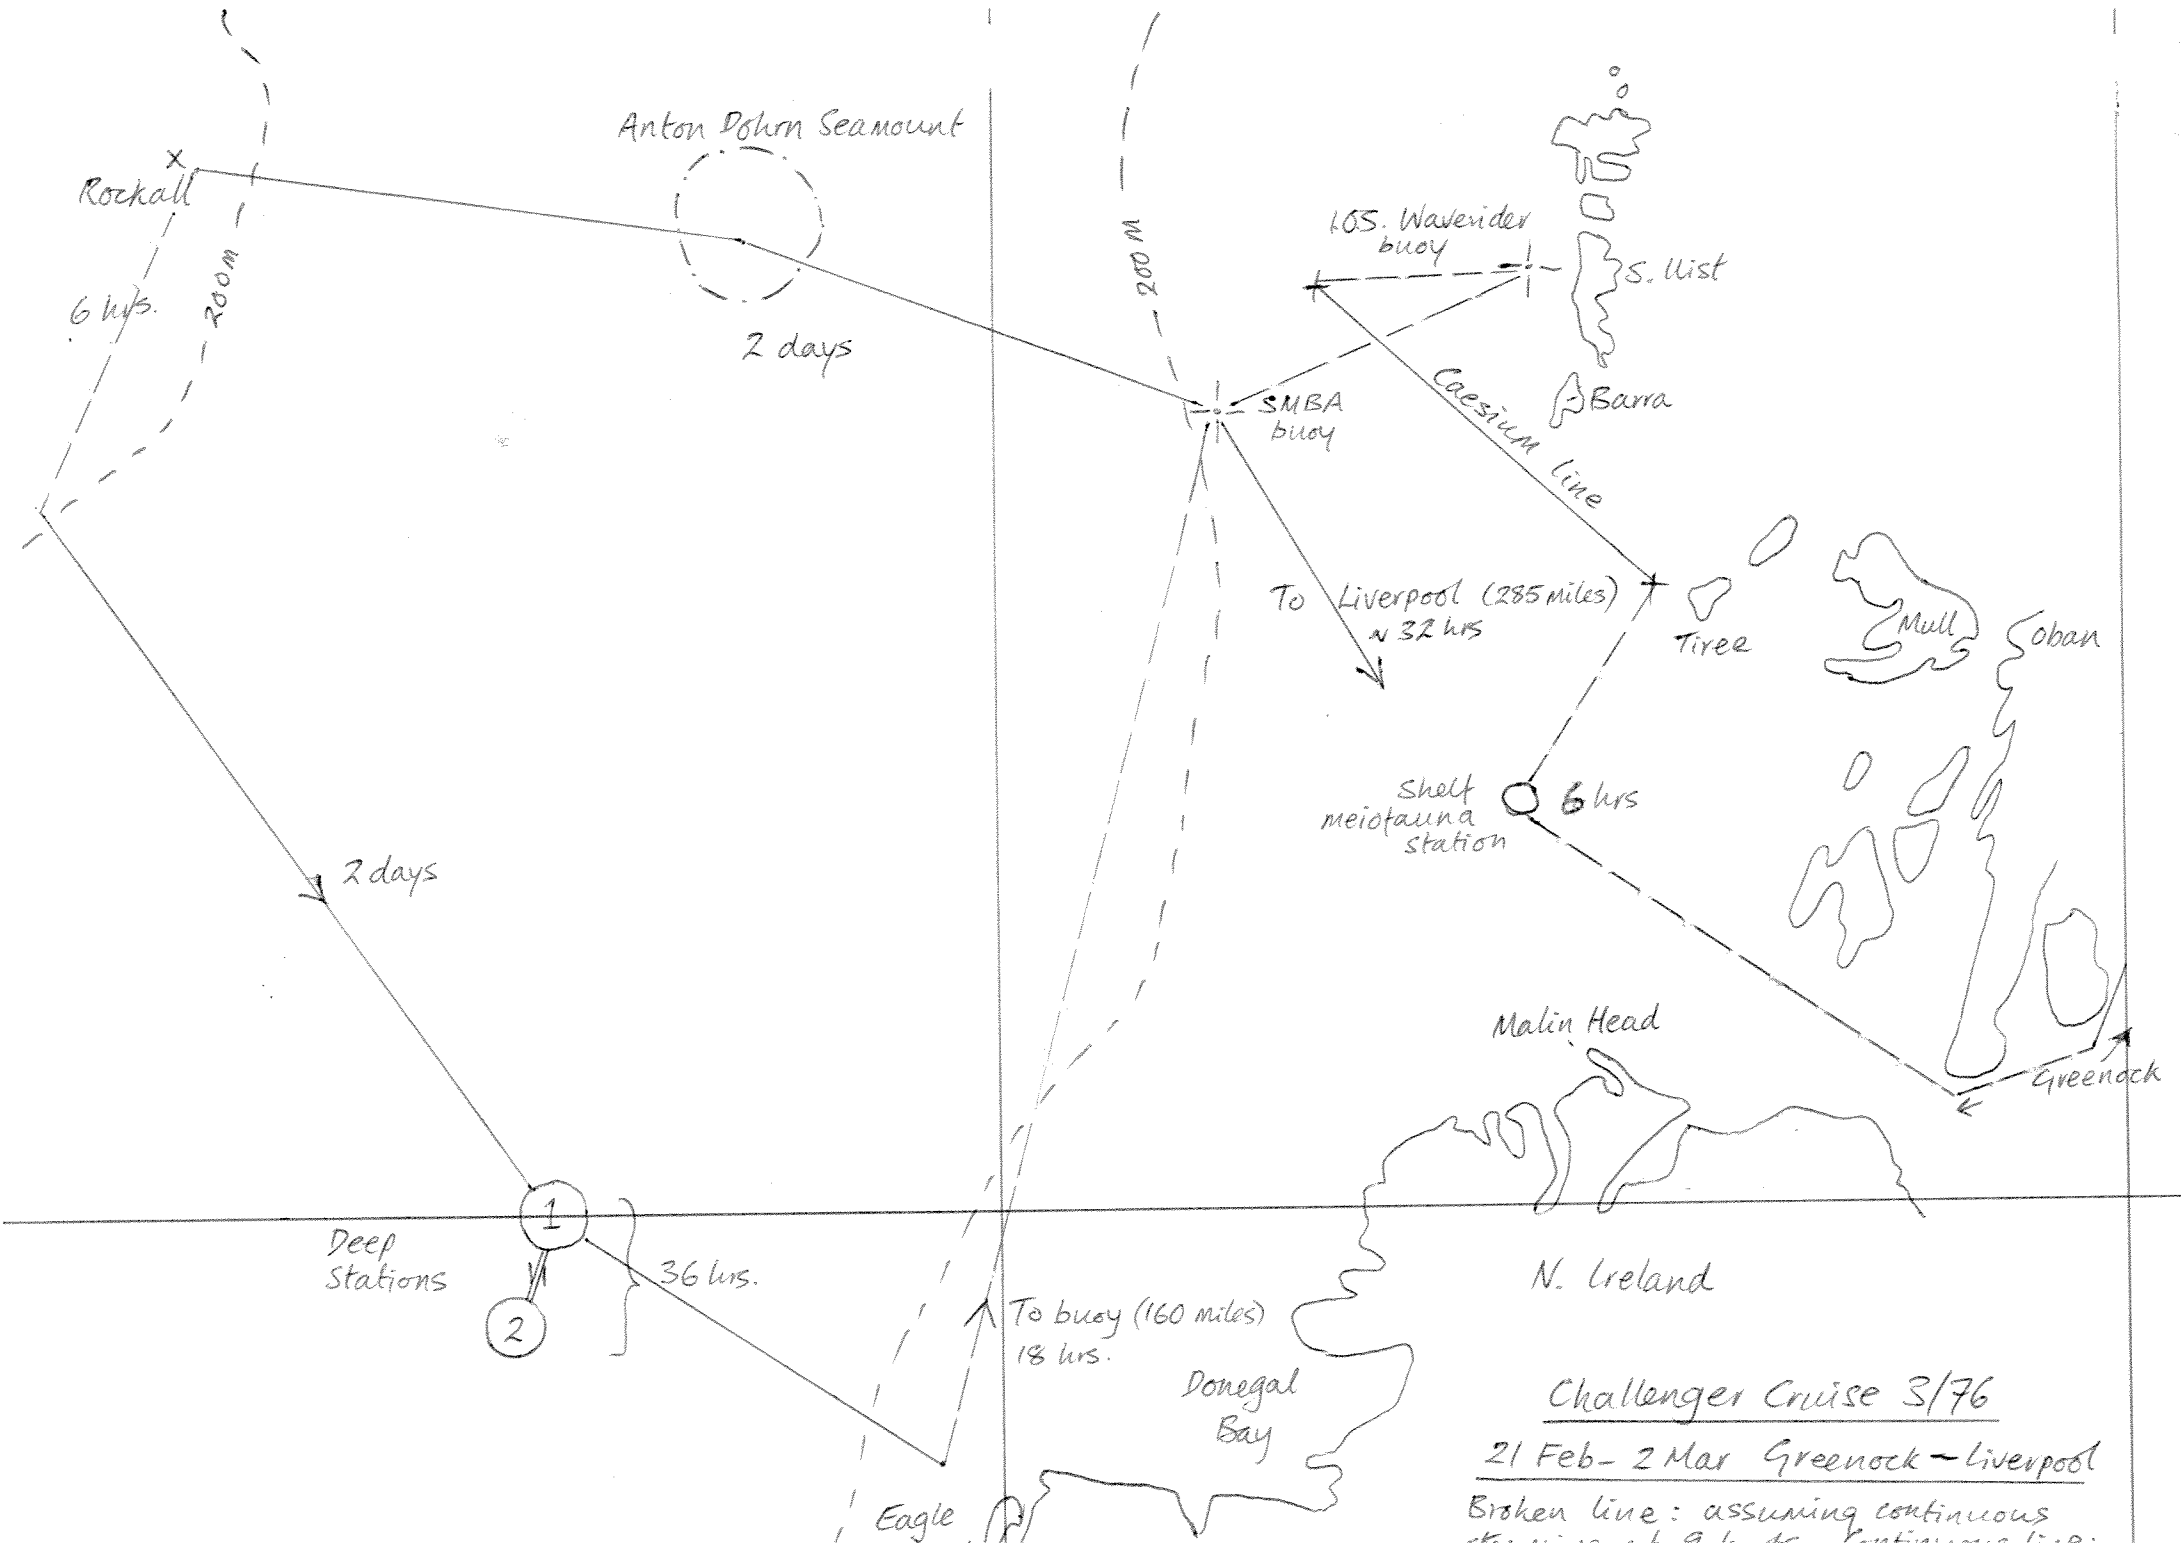 Anton Dohrn Seamount
x
Rockall
6 hrs.
200m
2 days
200m
I.O.S. Waverider
buoy
S. Uist
Barra
SMBA
buoy
Caesium line
To Liverpool (285 miles)
~ 32 hrs
Tiree
Mull
Oban
Shelf
meiofauna
station
6 hrs
2 days
Malin Head
Greenock
1
Deep
Stations
2
36 hrs.
To buoy (160 miles)
18 hrs.
N. Ireland
Donegal
Bay
Eagle
Challenger Cruise 3/76
21 Feb - 2 Mar Greenock - Liverpool
Broken line: assuming continuous